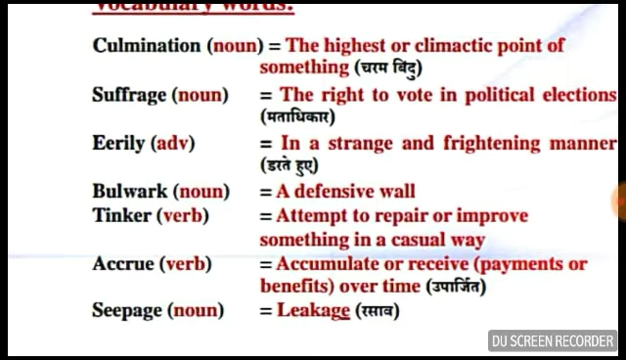 Vocabulary words:
Culmination (noun) = The highest or climactic point of
something (चरम बिंदु)
Suffrage (noun) = The right to vote in political elections
(मताधिकार)
Eerily (adv) = In a strange and frightening manner
(डरते हुए)
Bulwark (noun) = A defensive wall
Tinker (verb) = Attempt to repair or improve
something in a casual way
Accrue (verb) = Accumulate or receive (payments or
benefits) over time (उपार्जित)
Seepage (noun) = Leakage (रसाव)
DU SCREEN RECORDER